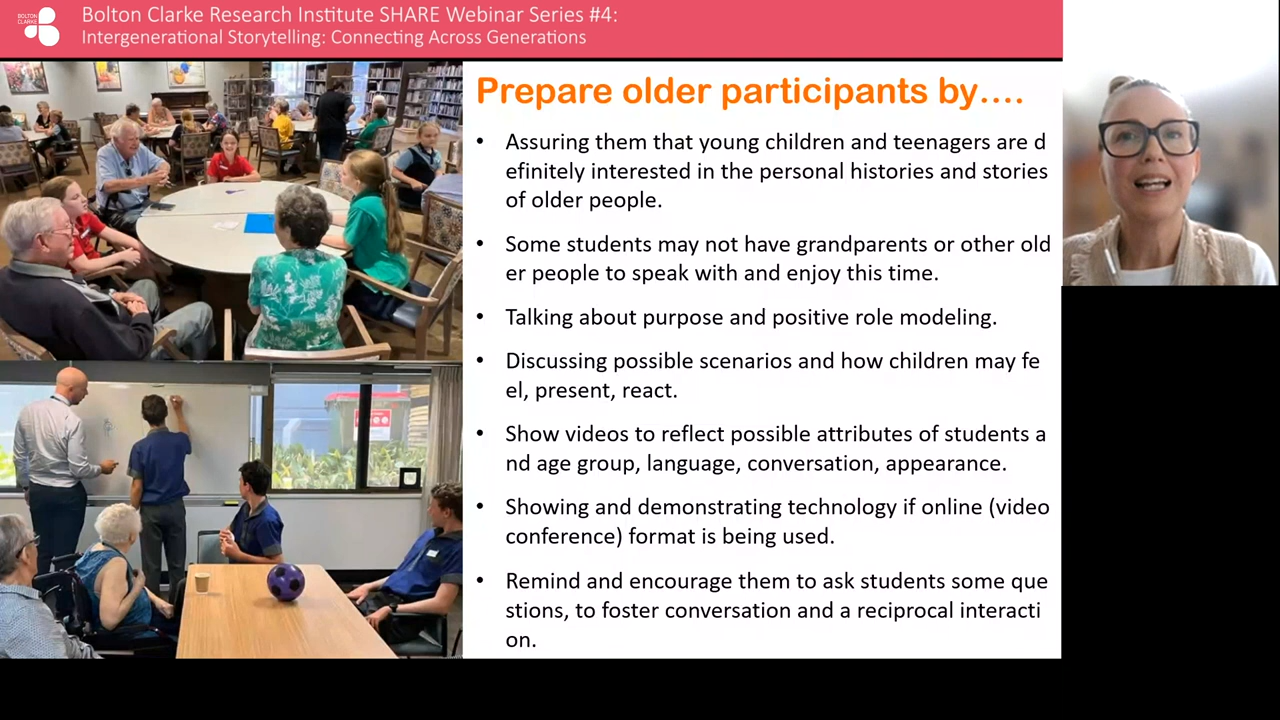 BOLTON
CLARKE
Bolton Clarke Research Institute SHARE Webinar Series #4:
Intergenerational Storytelling: Connecting Across Generations
Prepare older participants by....
• Assuring them that young children and teenagers are d
efinitely interested in the personal histories and stories
of older people.
• Some students may not have grandparents or other old
er people to speak with and enjoy this time.
• Talking about purpose and positive role modeling.
• Discussing possible scenarios and how children may fe
el, present, react.
• Show videos to reflect possible attributes of students a
nd age group, language, conversation, appearance.
• Showing and demonstrating technology if online (video
conference) format is being used.
• Remind and encourage them to ask students some que
stions, to foster conversation and a reciprocal interacti
on.